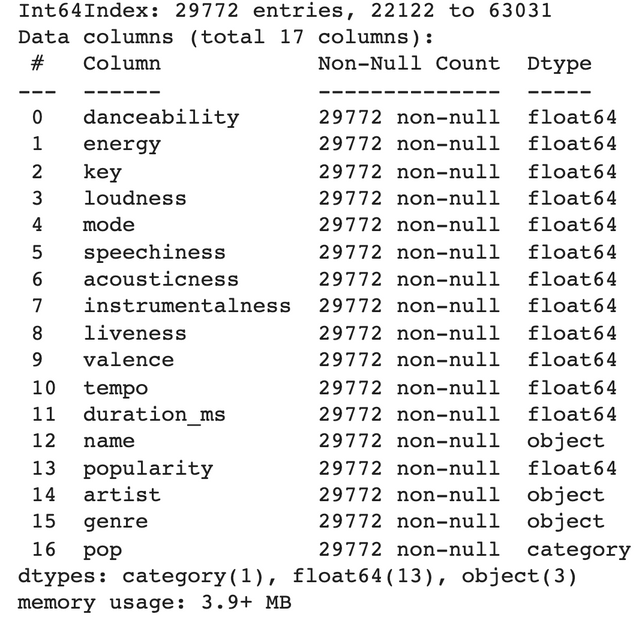 Int64Index: 29772 entries, 22122 to 63031
Data columns (total 17 columns):
 #   Column            Non-Null Count  Dtype
---  ------            --------------  -----
 0   danceability      29772 non-null  float64
 1   energy            29772 non-null  float64
 2   key               29772 non-null  float64
 3   loudness          29772 non-null  float64
 4   mode              29772 non-null  float64
 5   speechiness       29772 non-null  float64
 6   acousticness      29772 non-null  float64
 7   instrumentalness  29772 non-null  float64
 8   liveness          29772 non-null  float64
 9   valence           29772 non-null  float64
 10  tempo             29772 non-null  float64
 11  duration_ms       29772 non-null  float64
 12  name              29772 non-null  object
 13  popularity        29772 non-null  float64
 14  artist            29772 non-null  object
 15  genre             29772 non-null  object
 16  pop               29772 non-null  category
dtypes: category(1), float64(13), object(3)
memory usage: 3.9+ MB